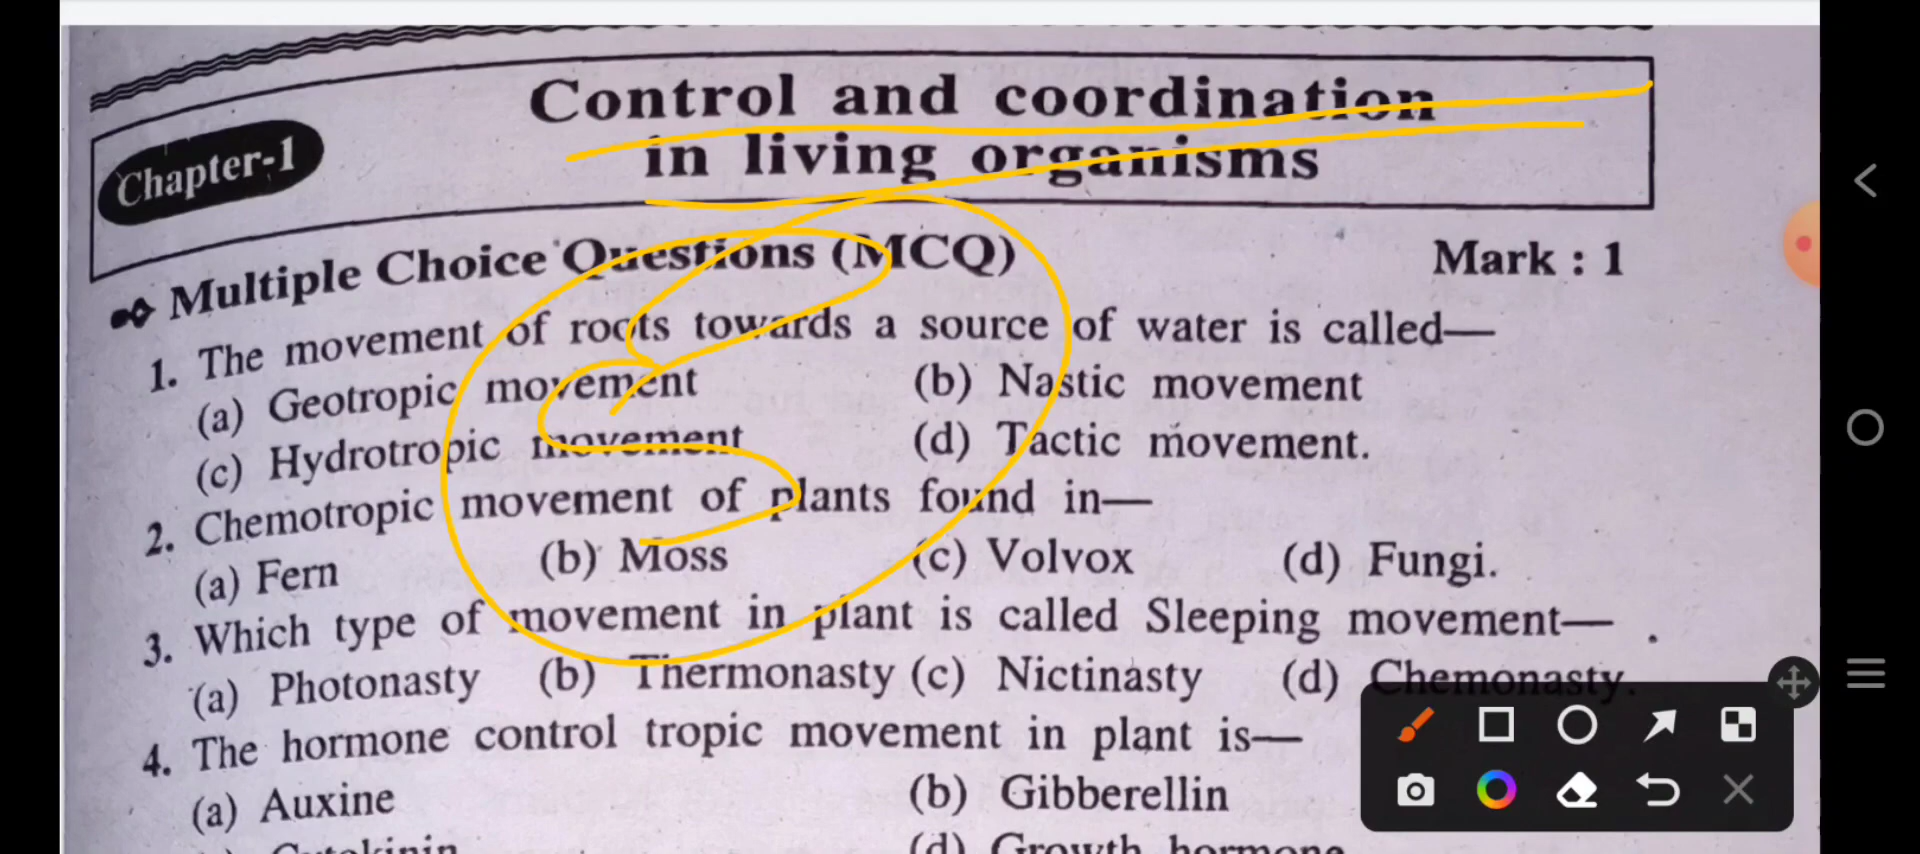 Control and coordination
in living organisms
Chapter-1
Multiple Choice Questions (MCQ) Mark : 1
1. The movement of roots towards a source of water is called—
(a) Geotropic movement (b) Nastic movement
(c) Hydrotropic movement (d) Tactic movement.
2. Chemotropic movement of plants found in—
(a) Fern (b) Moss (c) Volvox (d) Fungi.
3. Which type of movement in plant is called Sleeping movement—
(a) Photonasty (b) Thermonasty (c) Nictinasty (d) Chemonasty.
4. The hormone control tropic movement in plant is—
(a) Auxine (b) Gibberellin
Cytokinin (d) Growth hormone